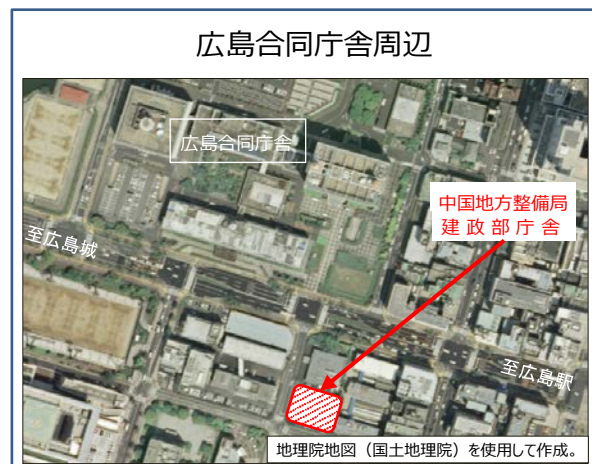 広島合同庁舎周辺
広島合同庁舎
中国地方整備局
建政部庁舎
至広島城
至広島駅
地理院地図（国土地理院）を使用して作成。